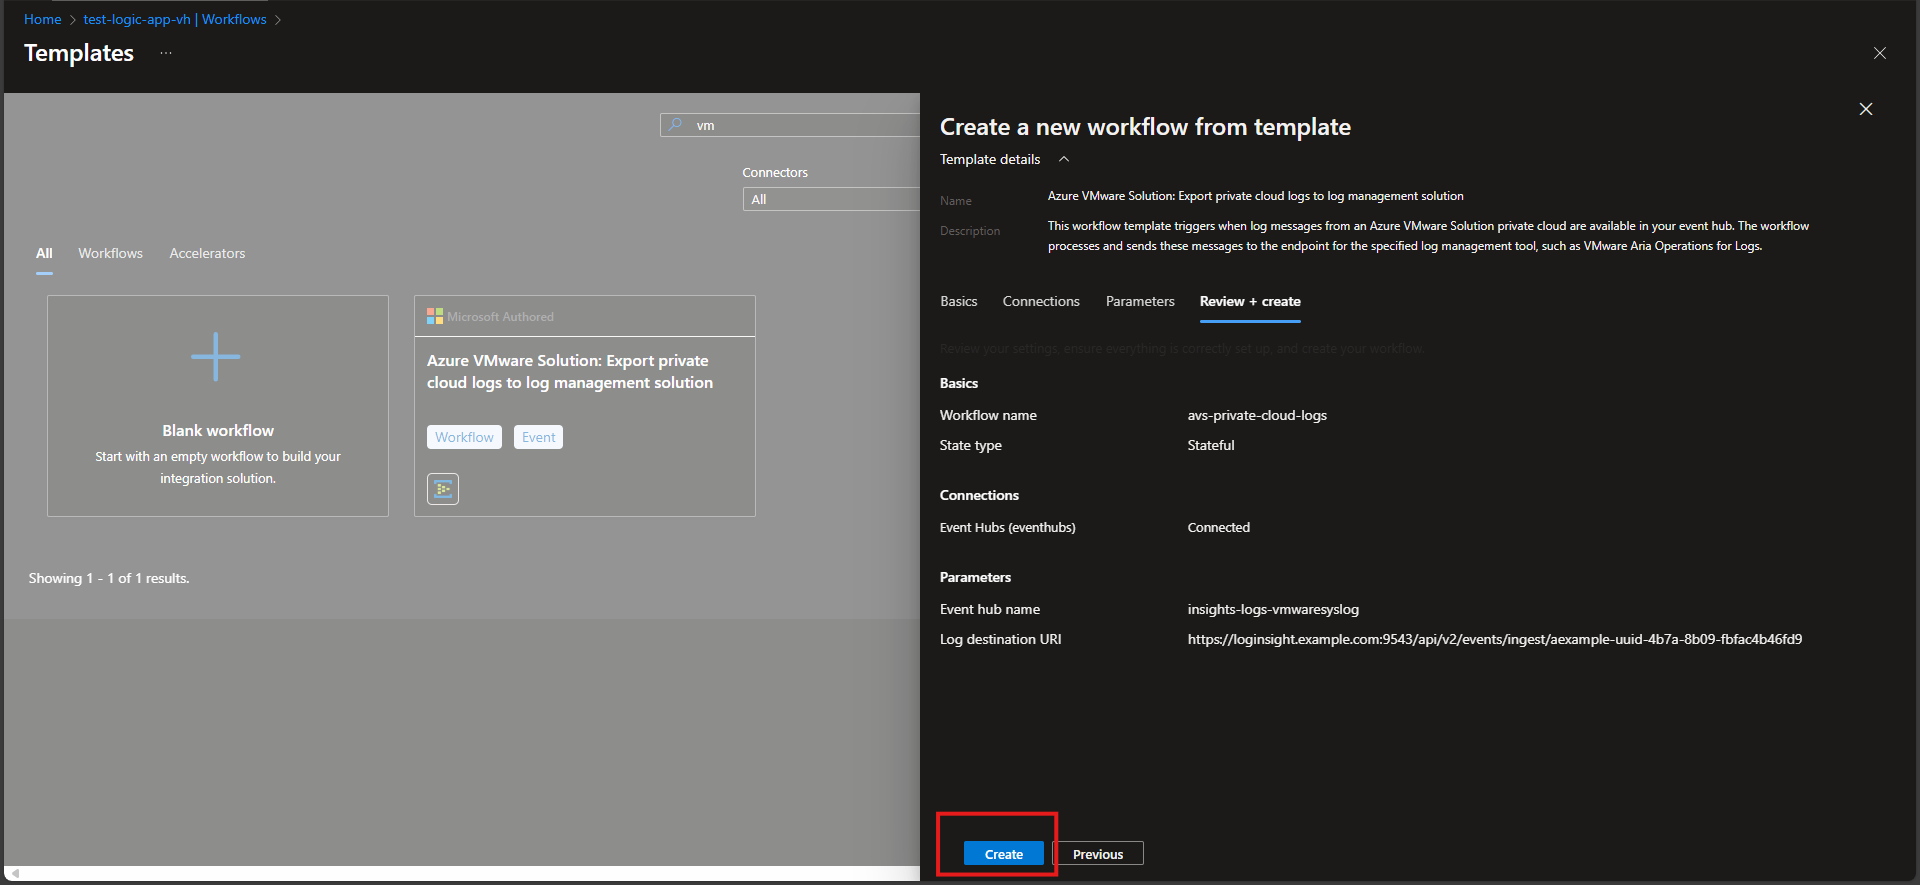 Home > test-logic-app-vh | Workflows >
Templates ...
vm
Connectors
All
All Workflows Accelerators
Blank workflow
Start with an empty workflow to build your
integration solution.
Microsoft Authored
Azure VMware Solution: Export private
cloud logs to log management solution
Workflow Event
Showing 1 - 1 of 1 results.
Create a new workflow from template
Template details
Name Azure VMware Solution: Export private cloud logs to log management solution
Description This workflow template triggers when log messages from an Azure VMware Solution private cloud are available in your event hub. The workflow
processes and sends these messages to the endpoint for the specified log management tool, such as VMware Aria Operations for Logs.
Basics Connections Parameters Review + create
Review your settings, ensure everything is correctly set up, and create your workflow.
Basics
Workflow name avs-private-cloud-logs
State type Stateful
Connections
Event Hubs (eventhubs) Connected
Parameters
Event hub name insights-logs-vmwaresyslog
Log destination URI https://loginsight.example.com:9543/api/v2/events/ingest/aexample-uuid-4b7a-8b09-fbfac4b46fd9
Create Previous